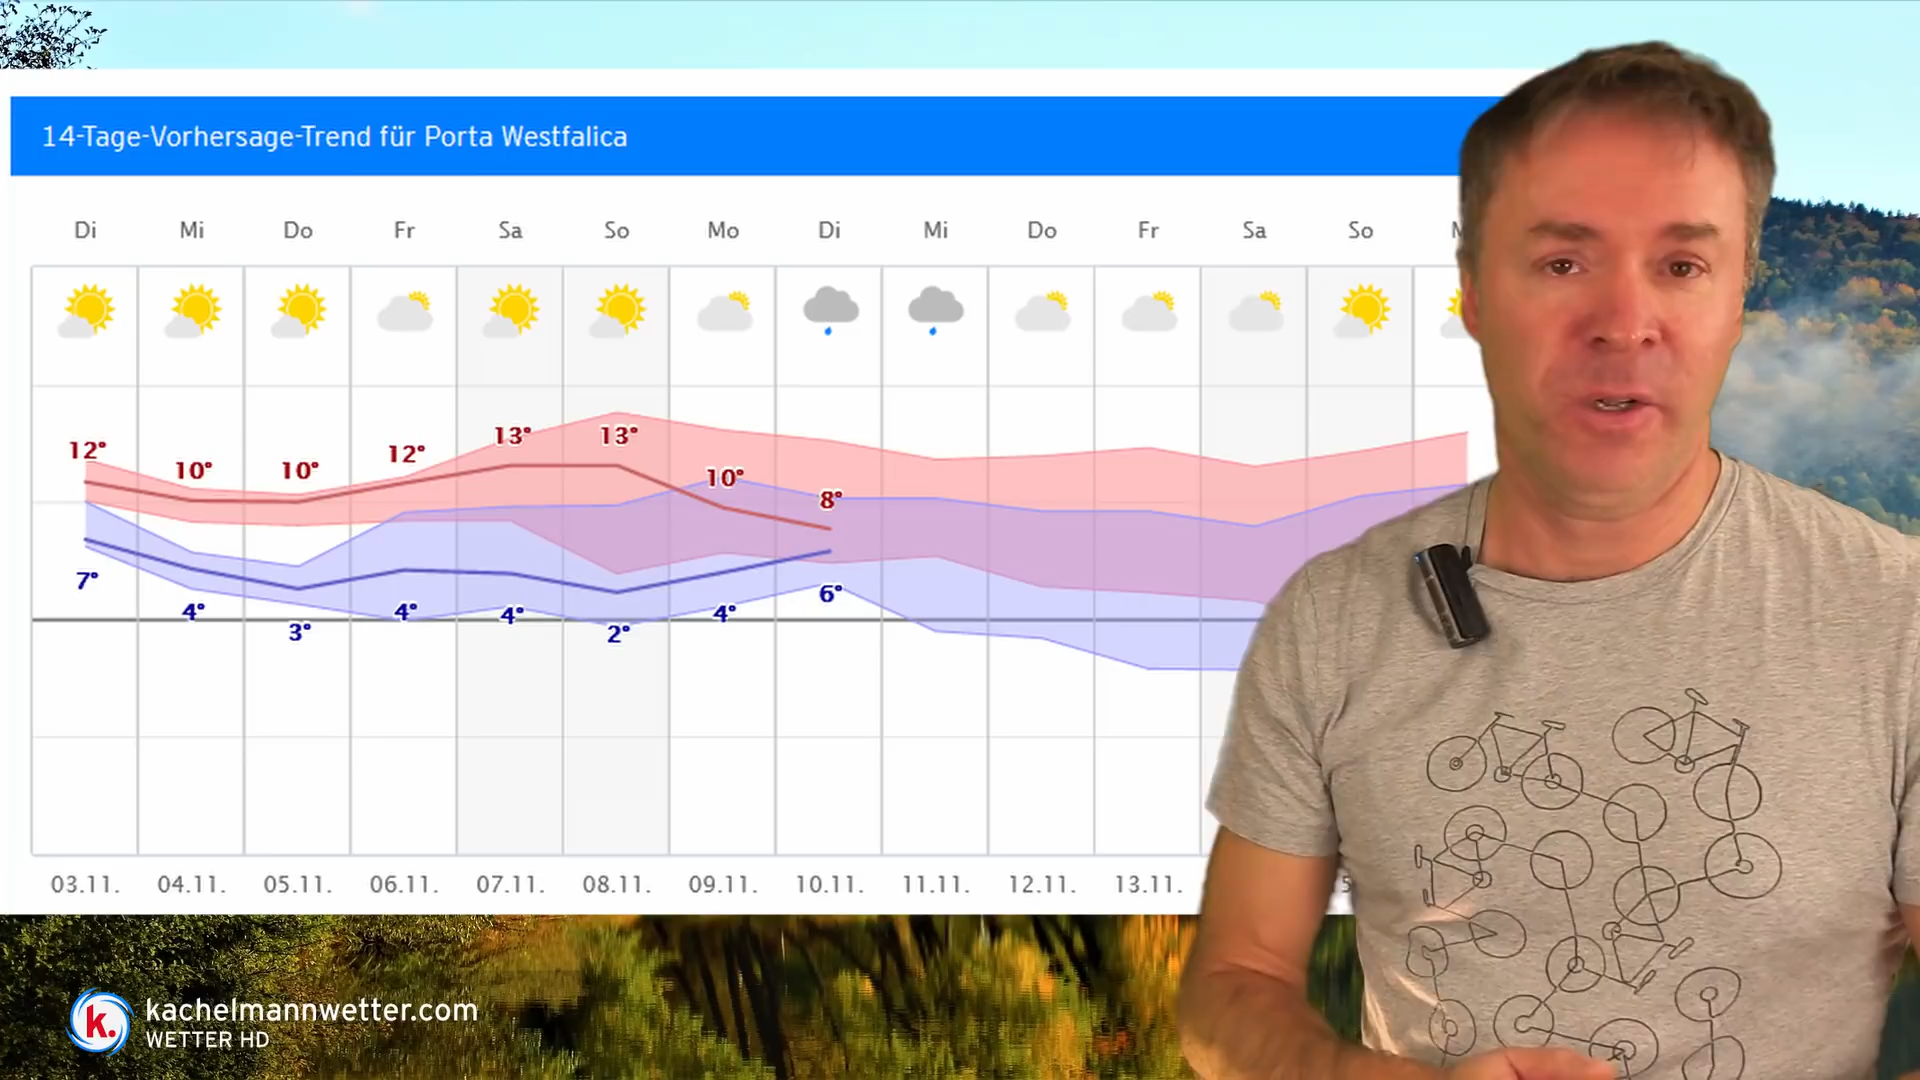 14-Tage-Vorhersage-Trend für Porta Westfalica
Di Mi Do Fr Sa So Mo Di Mi Do Fr Sa So
12° 10° 10° 12° 13° 13° 10° 8°
7° 4° 3° 4° 4° 2° 4° 6°
03.11. 04.11. 05.11. 06.11. 07.11. 08.11. 09.11. 10.11. 11.11. 12.11. 13.11.
k. kachelmannwetter.com
WETTER HD